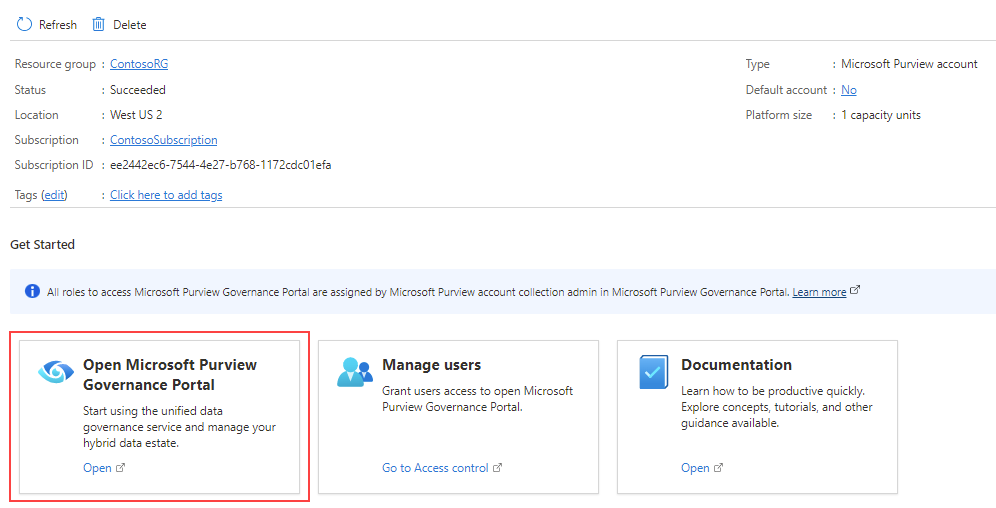 Refresh Delete
Resource group : ContosoRG
Type : Microsoft Purview account
Status : Succeeded
Default account : No
Location : West US 2
Platform size : 1 capacity units
Subscription : ContosoSubscription
Subscription ID : ee2442ec6-7544-4e27-b768-1172cdc01efa
Tags (edit) : Click here to add tags
Get Started
All roles to access Microsoft Purview Governance Portal are assigned by Microsoft Purview account collection admin in Microsoft Purview Governance Portal. Learn more
Open Microsoft Purview
Governance Portal
Start using the unified data
governance service and manage your
hybrid data estate.
Open
Manage users
Grant users access to open Microsoft
Purview Governance Portal.
Go to Access control
Documentation
Learn how to be productive quickly.
Explore concepts, tutorials, and other
guidance available.
Open